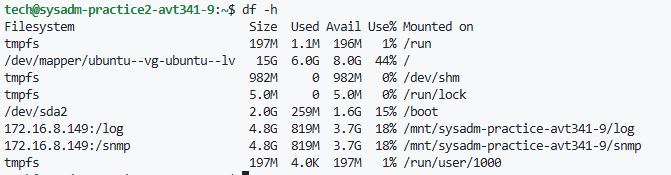 tech@sysadm-practice2-avt341-9:~$ df -h
Filesystem                         Size  Used Avail Use% Mounted on
tmpfs                              197M  1.1M  196M   1% /run
/dev/mapper/ubuntu--vg-ubuntu--lv   15G  6.0G  8.0G  44% /
tmpfs                              982M     0  982M   0% /dev/shm
tmpfs                              5.0M     0  5.0M   0% /run/lock
/dev/sda2                          2.0G  259M  1.6G  15% /boot
172.16.8.149:/log                  4.8G  819M  3.7G  18% /mnt/sysadm-practice-avt341-9/log
172.16.8.149:/snmp                 4.8G  819M  3.7G  18% /mnt/sysadm-practice-avt341-9/snmp
tmpfs                              197M  4.0K  197M   1% /run/user/1000